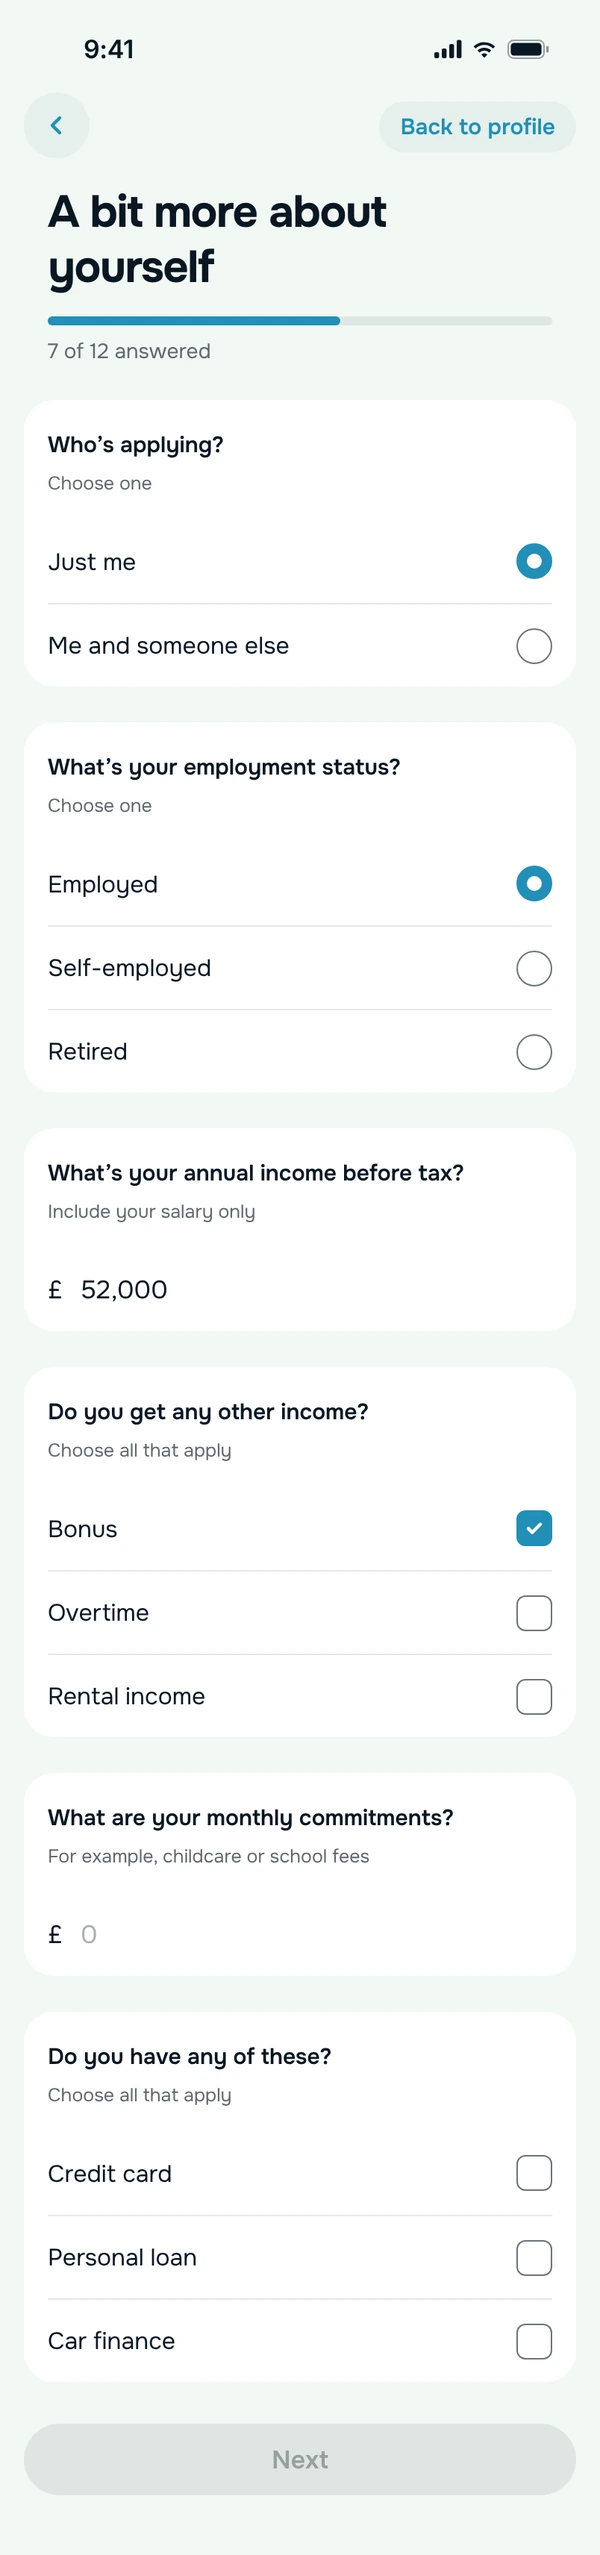 9:41
Back to profile
A bit more about
yourself
7 of 12 answered
Who’s applying?
Choose one
Just me
Me and someone else
What’s your employment status?
Choose one
Employed
Self-employed
Retired
What’s your annual income before tax?
Include your salary only
£ 52,000
Do you get any other income?
Choose all that apply
Bonus
Overtime
Rental income
What are your monthly commitments?
For example, childcare or school fees
£ 0
Do you have any of these?
Choose all that apply
Credit card
Personal loan
Car finance
Next